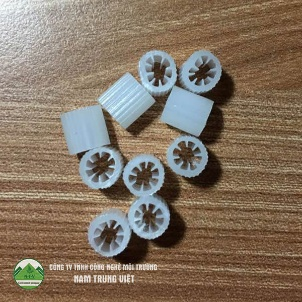 CÔNG TY TNHH CÔNG NGHỆ MÔI TRƯỜNG
NAM TRUNG VIỆT